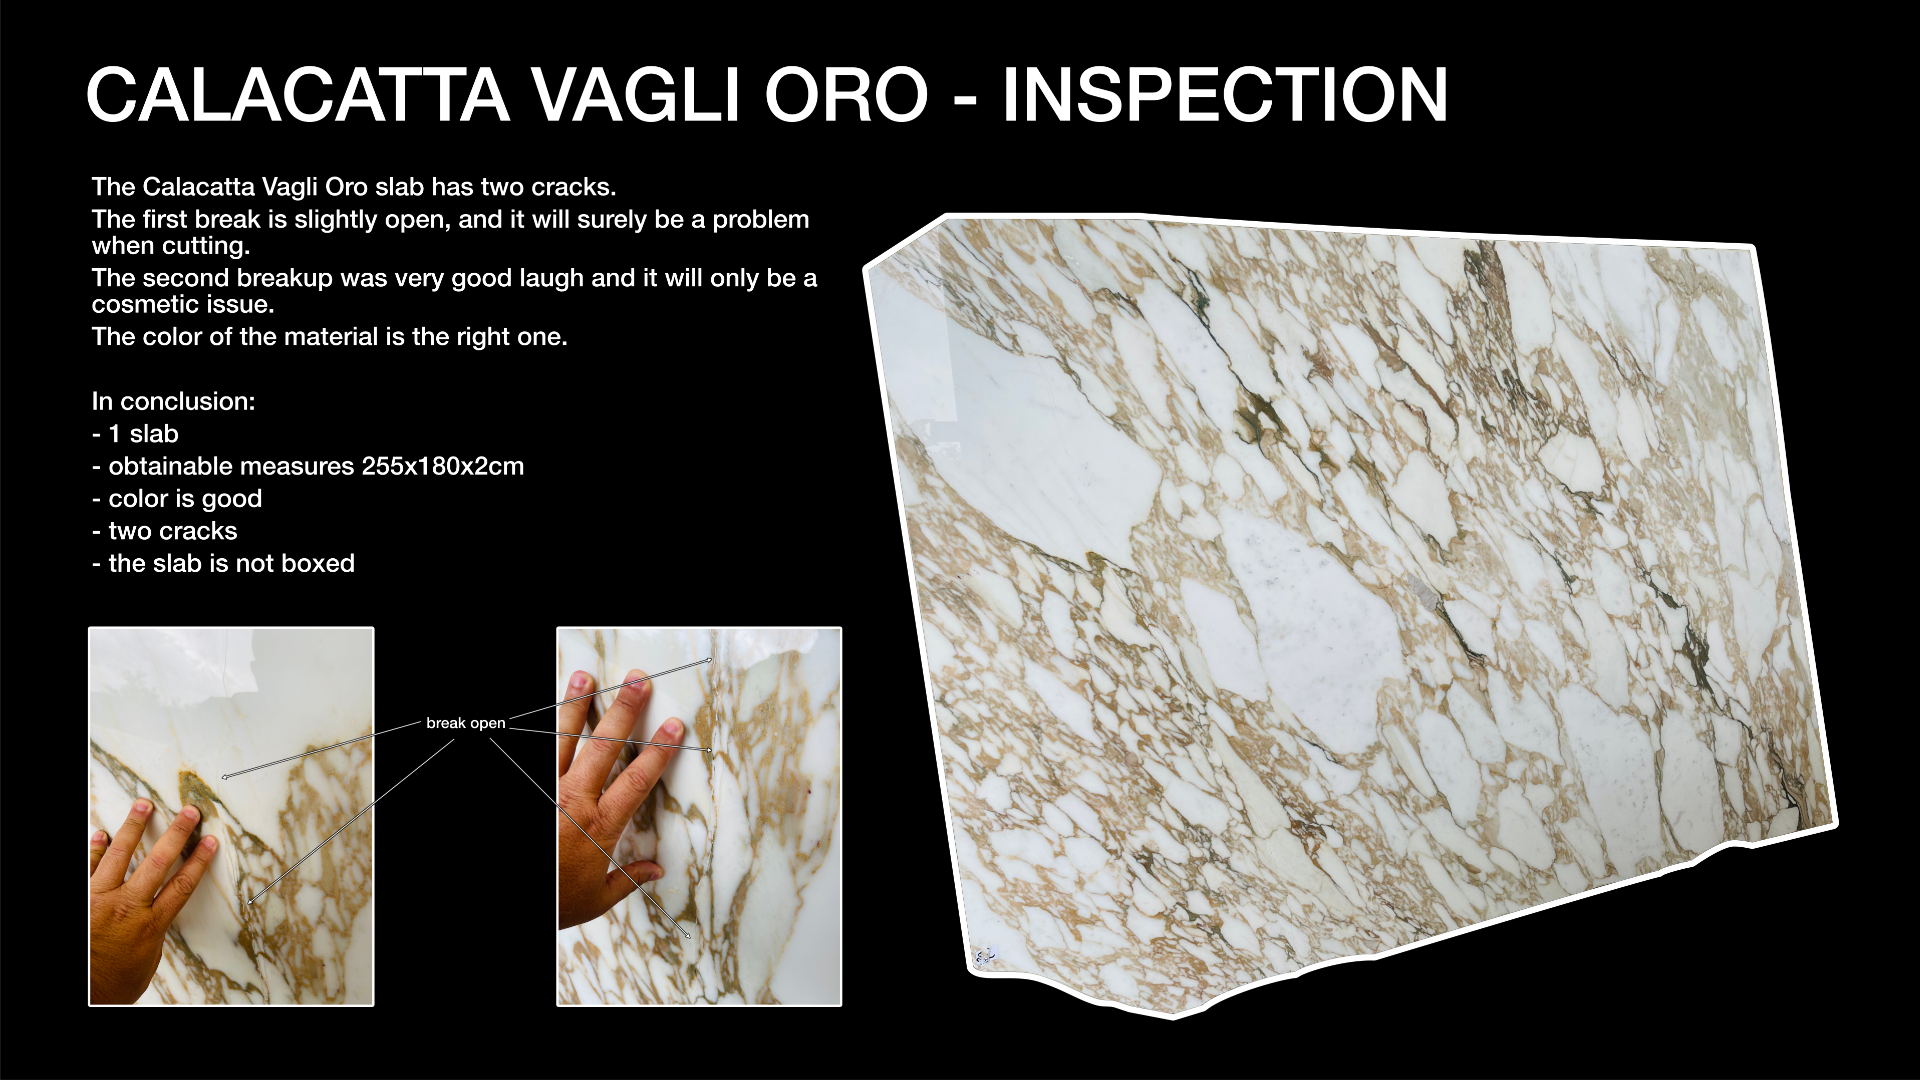 CALACATTA VAGLI ORO - INSPECTION
The Calacatta Vagli Oro slab has two cracks.
The first break is slightly open, and it will surely be a problem
when cutting.
The second breakup was very good laugh and it will only be a
cosmetic issue.
The color of the material is the right one.
In conclusion:
- 1 slab
- obtainable measures 255x180x2cm
- color is good
- two cracks
- the slab is not boxed
break open